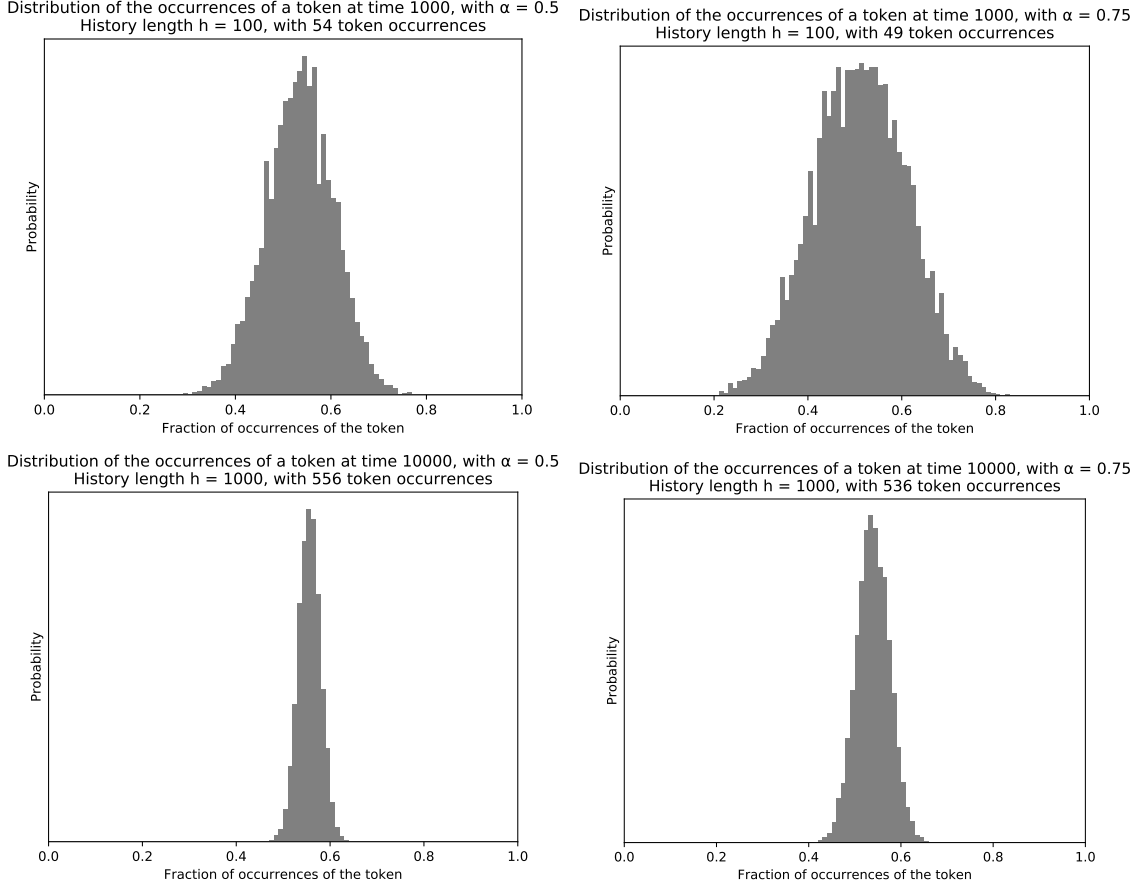 Distribution of the occurrences of a token at time 1000, with α = 0.5
History length h = 100, with 54 token occurrences
Probability
0.0 0.2 0.4 0.6 0.8 1.0
Fraction of occurrences of the token
Distribution of the occurrences of a token at time 1000, with α = 0.75
History length h = 100, with 49 token occurrences
Probability
0.0 0.2 0.4 0.6 0.8 1.0
Fraction of occurrences of the token
Distribution of the occurrences of a token at time 10000, with α = 0.5
History length h = 1000, with 556 token occurrences
Probability
0.0 0.2 0.4 0.6 0.8 1.0
Fraction of occurrences of the token
Distribution of the occurrences of a token at time 10000, with α = 0.75
History length h = 1000, with 536 token occurrences
Probability
0.0 0.2 0.4 0.6 0.8 1.0
Fraction of occurrences of the token